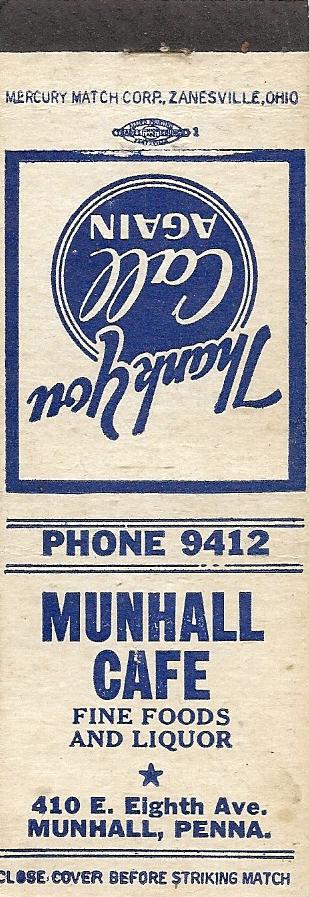 MERCURY MATCH CORP., ZANESVILLE, OHIO
1
Thank You
Call
AGAIN
PHONE 9412
MUNHALL
CAFE
FINE FOODS
AND LIQUOR
410 E. Eighth Ave.
MUNHALL, PENNA.
CLOSE COVER BEFORE STRIKING MATCH